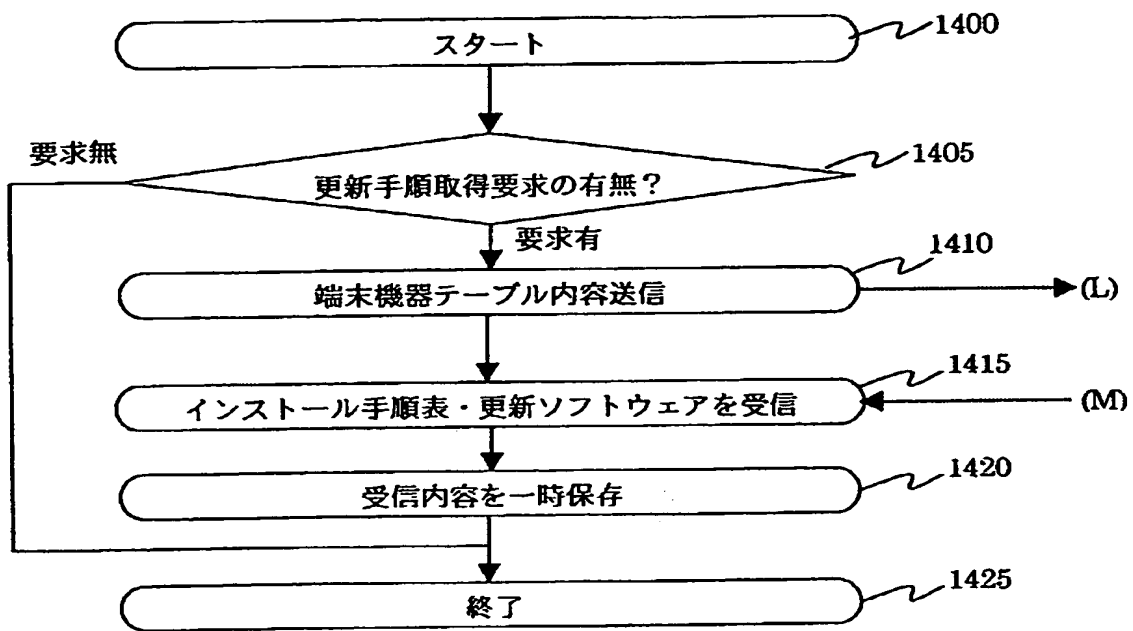 スタート
1400
要求無
更新手順取得要求の有無?
1405
要求有
端末機器テーブル内容送信
1410
(L)
インストール手順表・更新ソフトウェアを受信
1415
(M)
受信内容を一時保存
1420
終了
1425